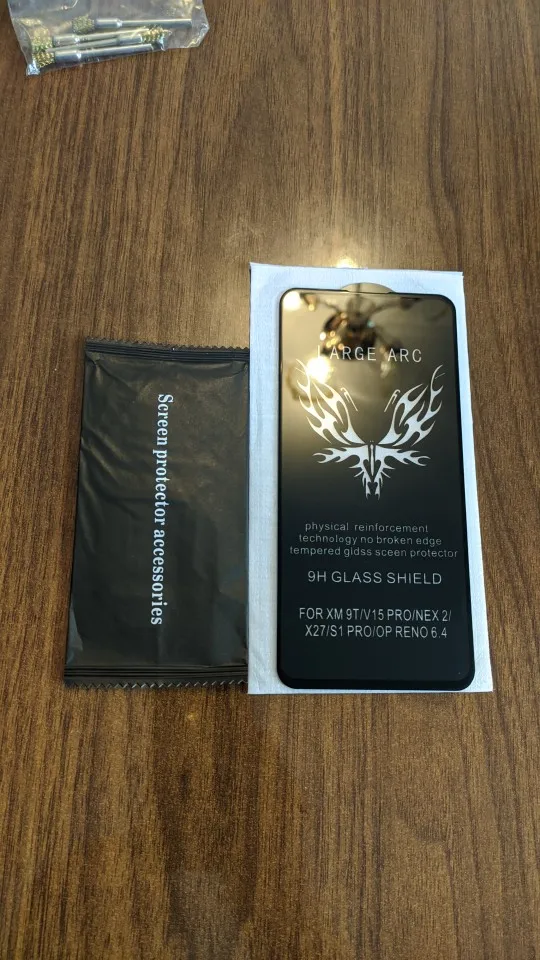 Screen protector accessories
LARGE ARC
physical reinforcement
technology no broken edge
tempered gidss sceen protector
9H GLASS SHIELD
FOR XM 9T/V15 PRO/NEX 2/
X27/S1 PRO/OP RENO 6.4